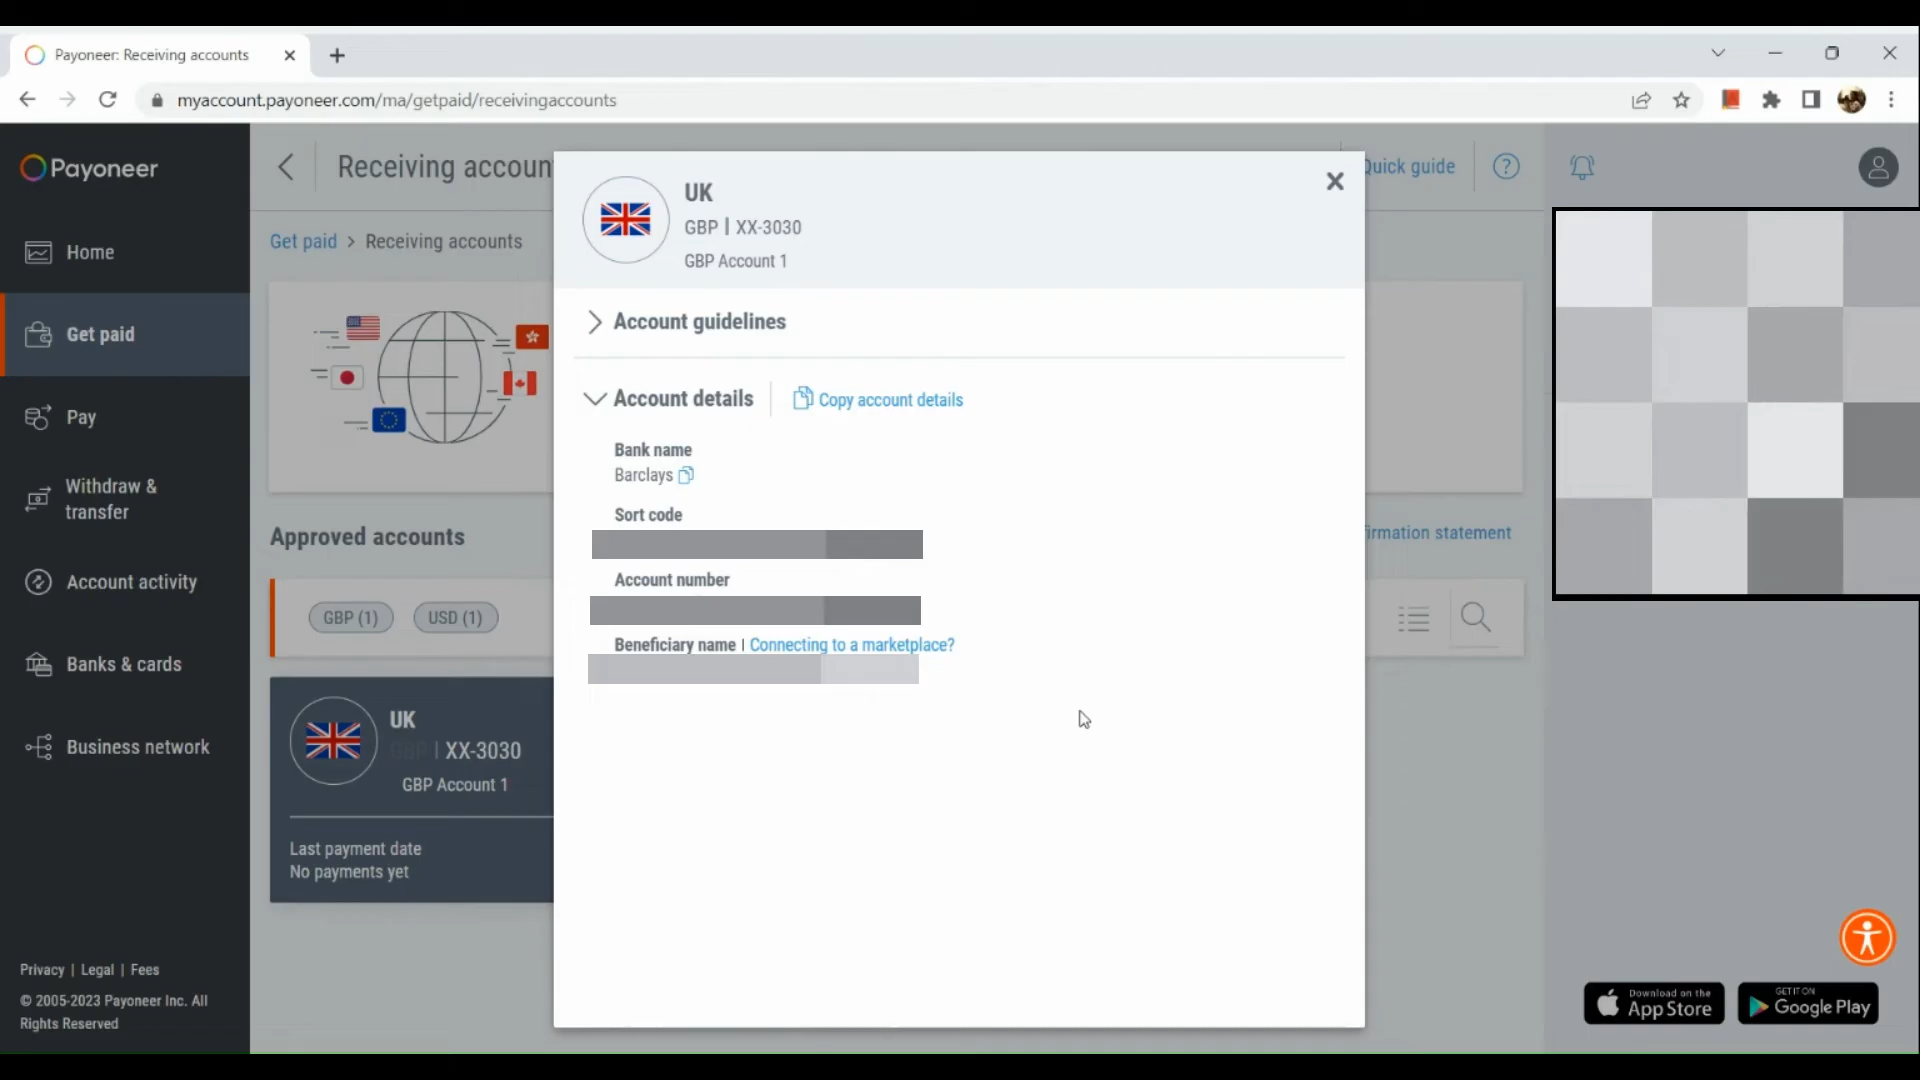 Payoneer: Receiving accounts
myaccount.payoneer.com/ma/getpaid/receivingaccounts
Payoneer
Home
Get paid
Pay
Withdraw &
transfer
Account activity
Banks & cards
Business network
Privacy | Legal | Fees
© 2005-2023 Payoneer Inc. All
Rights Reserved
Receiving accoun
Quick guide
Get paid > Receiving accounts
Approved accounts
irmation statement
GBP (1)
USD (1)
UK
GBP | XX-3030
GBP Account 1
Last payment date
No payments yet
UK
GBP | XX-3030
GBP Account 1
Account guidelines
Account details
Copy account details
Bank name
Barclays
Sort code
Account number
Beneficiary name | Connecting to a marketplace?
Download on the
App Store
GET IT ON
Google Play